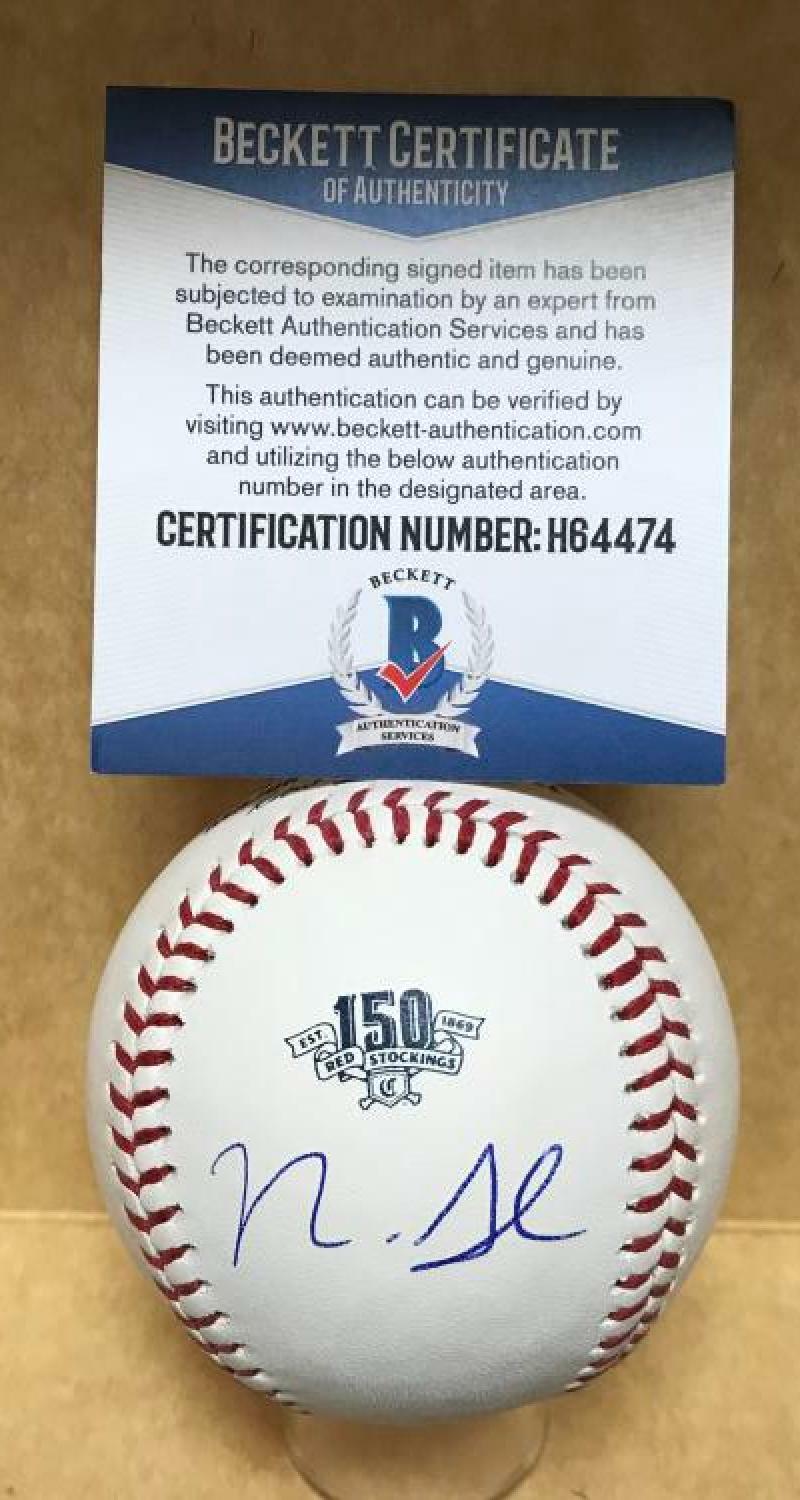 BECKETT CERTIFICATE
OF AUTHENTICITY
The corresponding signed item has been
subjected to examination by an expert from
Beckett Authentication Services and has
been deemed authentic and genuine.
This authentication can be verified by
visiting www.beckett-authentication.com
and utilizing the below authentication
number in the designated area.
CERTIFICATION NUMBER: H64474
BECKETT
B
AUTHENTICATION
SERVICES
EST. 150 1869
RED STOCKINGS
C